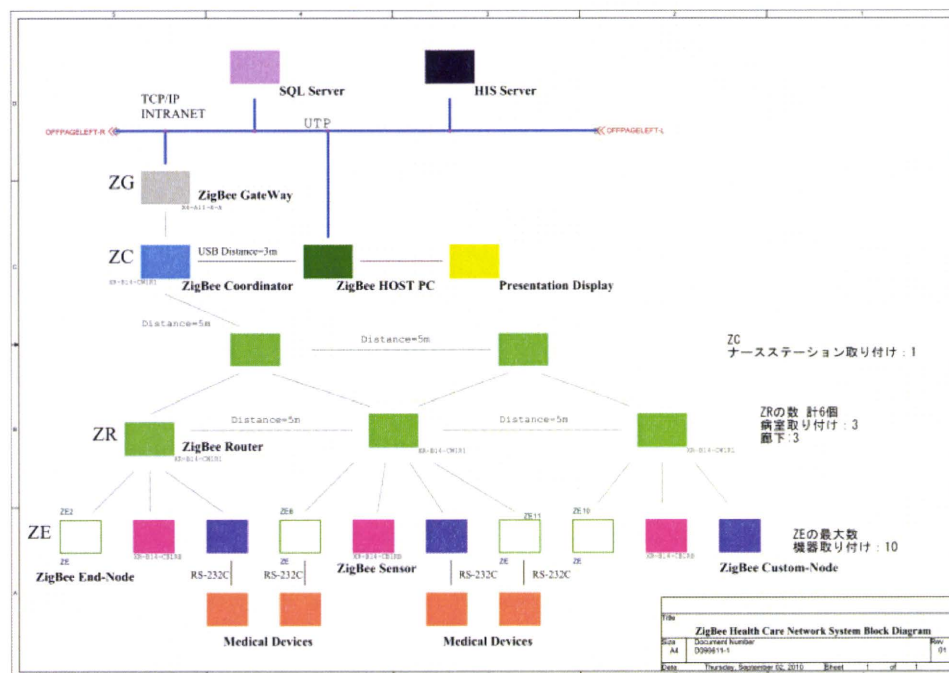 5
4
3
2
1
SQL Server
HIS Server
D
TCP/IP
INTRANET
UTP
OFFPAGELEFT-R
OFFPAGELEFT-L
ZG
ZigBee GateWay
C
ZC
USB Distance=3m
ZigBee Coordinator
ZigBee HOST PC
Presentation Display
Distance=5m
Distance=5m
ZC
ナースステーション取り付け：1
B
ZR
ZigBee Router
Distance=5m
Distance=5m
ZRの数 計6個
病室取り付け：3
廊下:3
ZE2
ZE8
ZE11
ZE10
ZE
ZE
ZE
ZE
ZE
ZigBee End-Node
ZigBee Sensor
ZigBee Custom-Node
ZEの最大数
機器取り付け：10
RS-232C
RS-232C
RS-232C
RS-232C
A
Medical Devices
Medical Devices
Title
ZigBee Health Care Network System Block Diagram
Size
A4
Document Number
Rev
01
Date
Thursday, September 02, 2010
Sheet
1
of
1